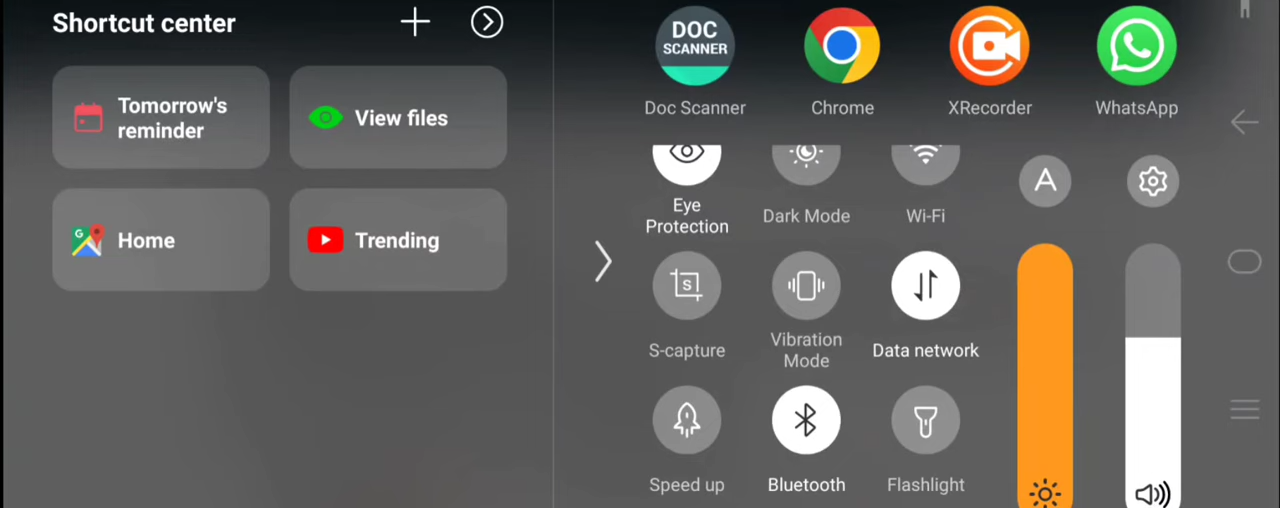 Shortcut center
Tomorrow's
reminder
View files
Home
Trending
DOC
SCANNER
Doc Scanner
Chrome
XRecorder
WhatsApp
Eye
Protection
Dark Mode
Wi-Fi
A
S
S-capture
Vibration
Mode
Data network
Speed up
Bluetooth
Flashlight